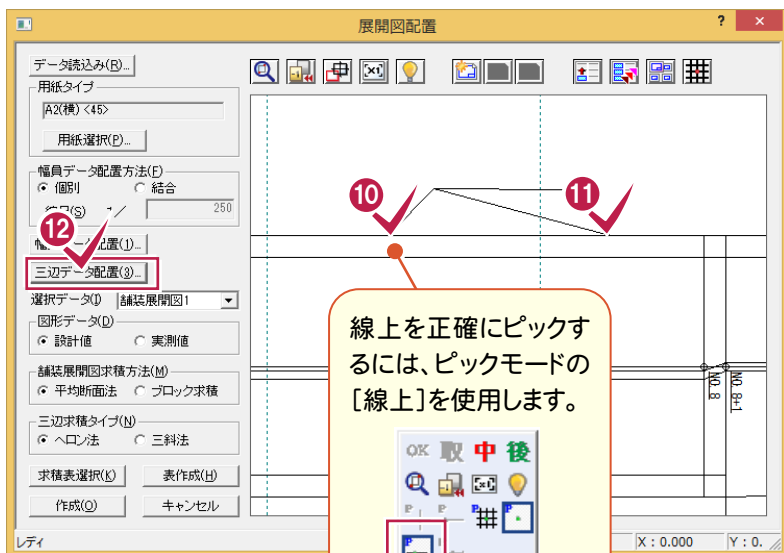 展開図配置
? ×
データ読込み(R)...
用紙タイプ
A2(横) <45>
用紙選択(P)...
幅員データ配置方法(F)
個別 結合
(S) 1/ 250
データ配置(1)...
三辺データ配置(3)...
選択データ(I) 舗装展開図1
図形データ(D)
設計値 実測値
舗装展開図求積方法(M)
平均断面法 ブロック求積
三辺求積タイプ(N)
ヘロン法 三斜法
求積表選択(K) 表作成(H)
作成(O) キャンセル
レディ
X : 0.000 Y : 0.
10
11
12
NO.8
NO.8+1
線上を正確にピックす
るには、ピックモードの
[線上]を使用します。
OK 取 中 後
P P P P
P